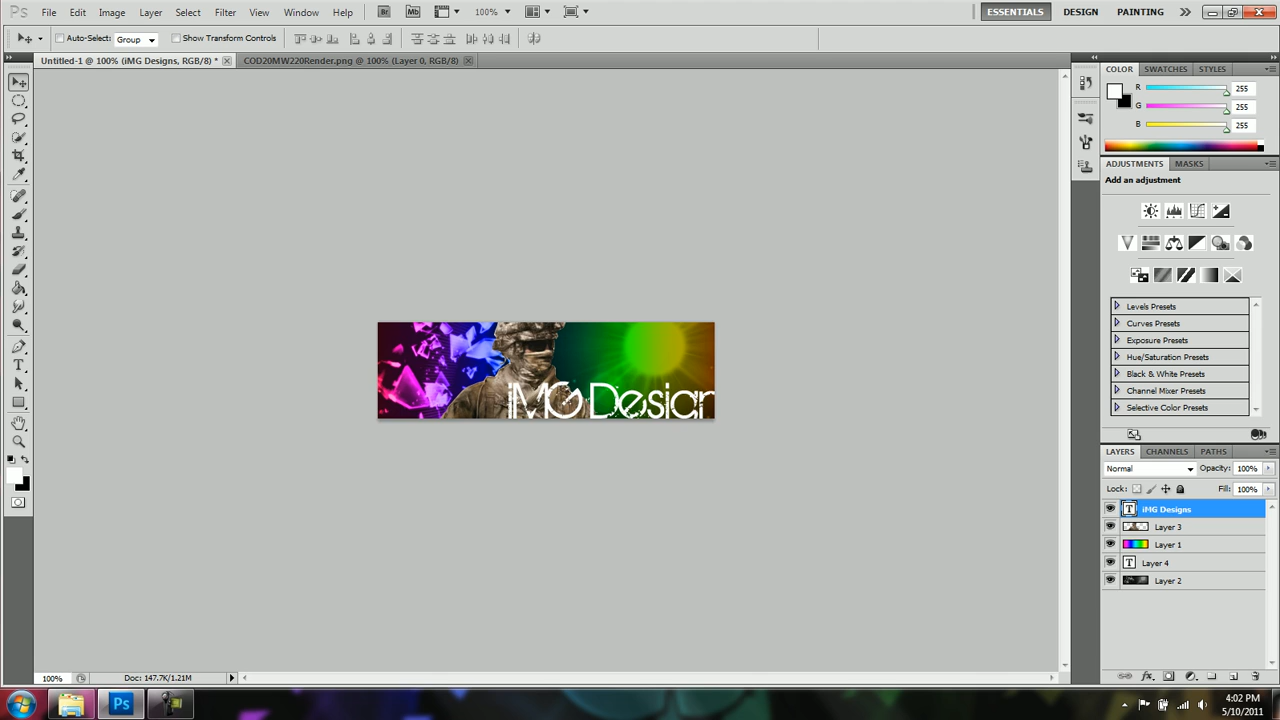 Ps File Edit Image Layer Select Filter View Window Help Br Mb 100% ESSENTIALS DESIGN PAINTING
Auto-Select: Group Show Transform Controls
Untitled-1 @ 100% (iMG Designs, RGB/8) * COD20MW220Render.png @ 100% (Layer 0, RGB/8)
COLOR SWATCHES STYLES
R 255
G 255
B 255
ADJUSTMENTS MASKS
Add an adjustment
Levels Presets
Curves Presets
Exposure Presets
Hue/Saturation Presets
Black & White Presets
Channel Mixer Presets
Selective Color Presets
iMG Design
LAYERS CHANNELS PATHS
Normal Opacity: 100%
Lock: Fill: 100%
T iMG Designs
Layer 3
Layer 1
T Layer 4
Layer 2
100% Doc: 147.7K/1.21M
Ps 4:02 PM
5/10/2011